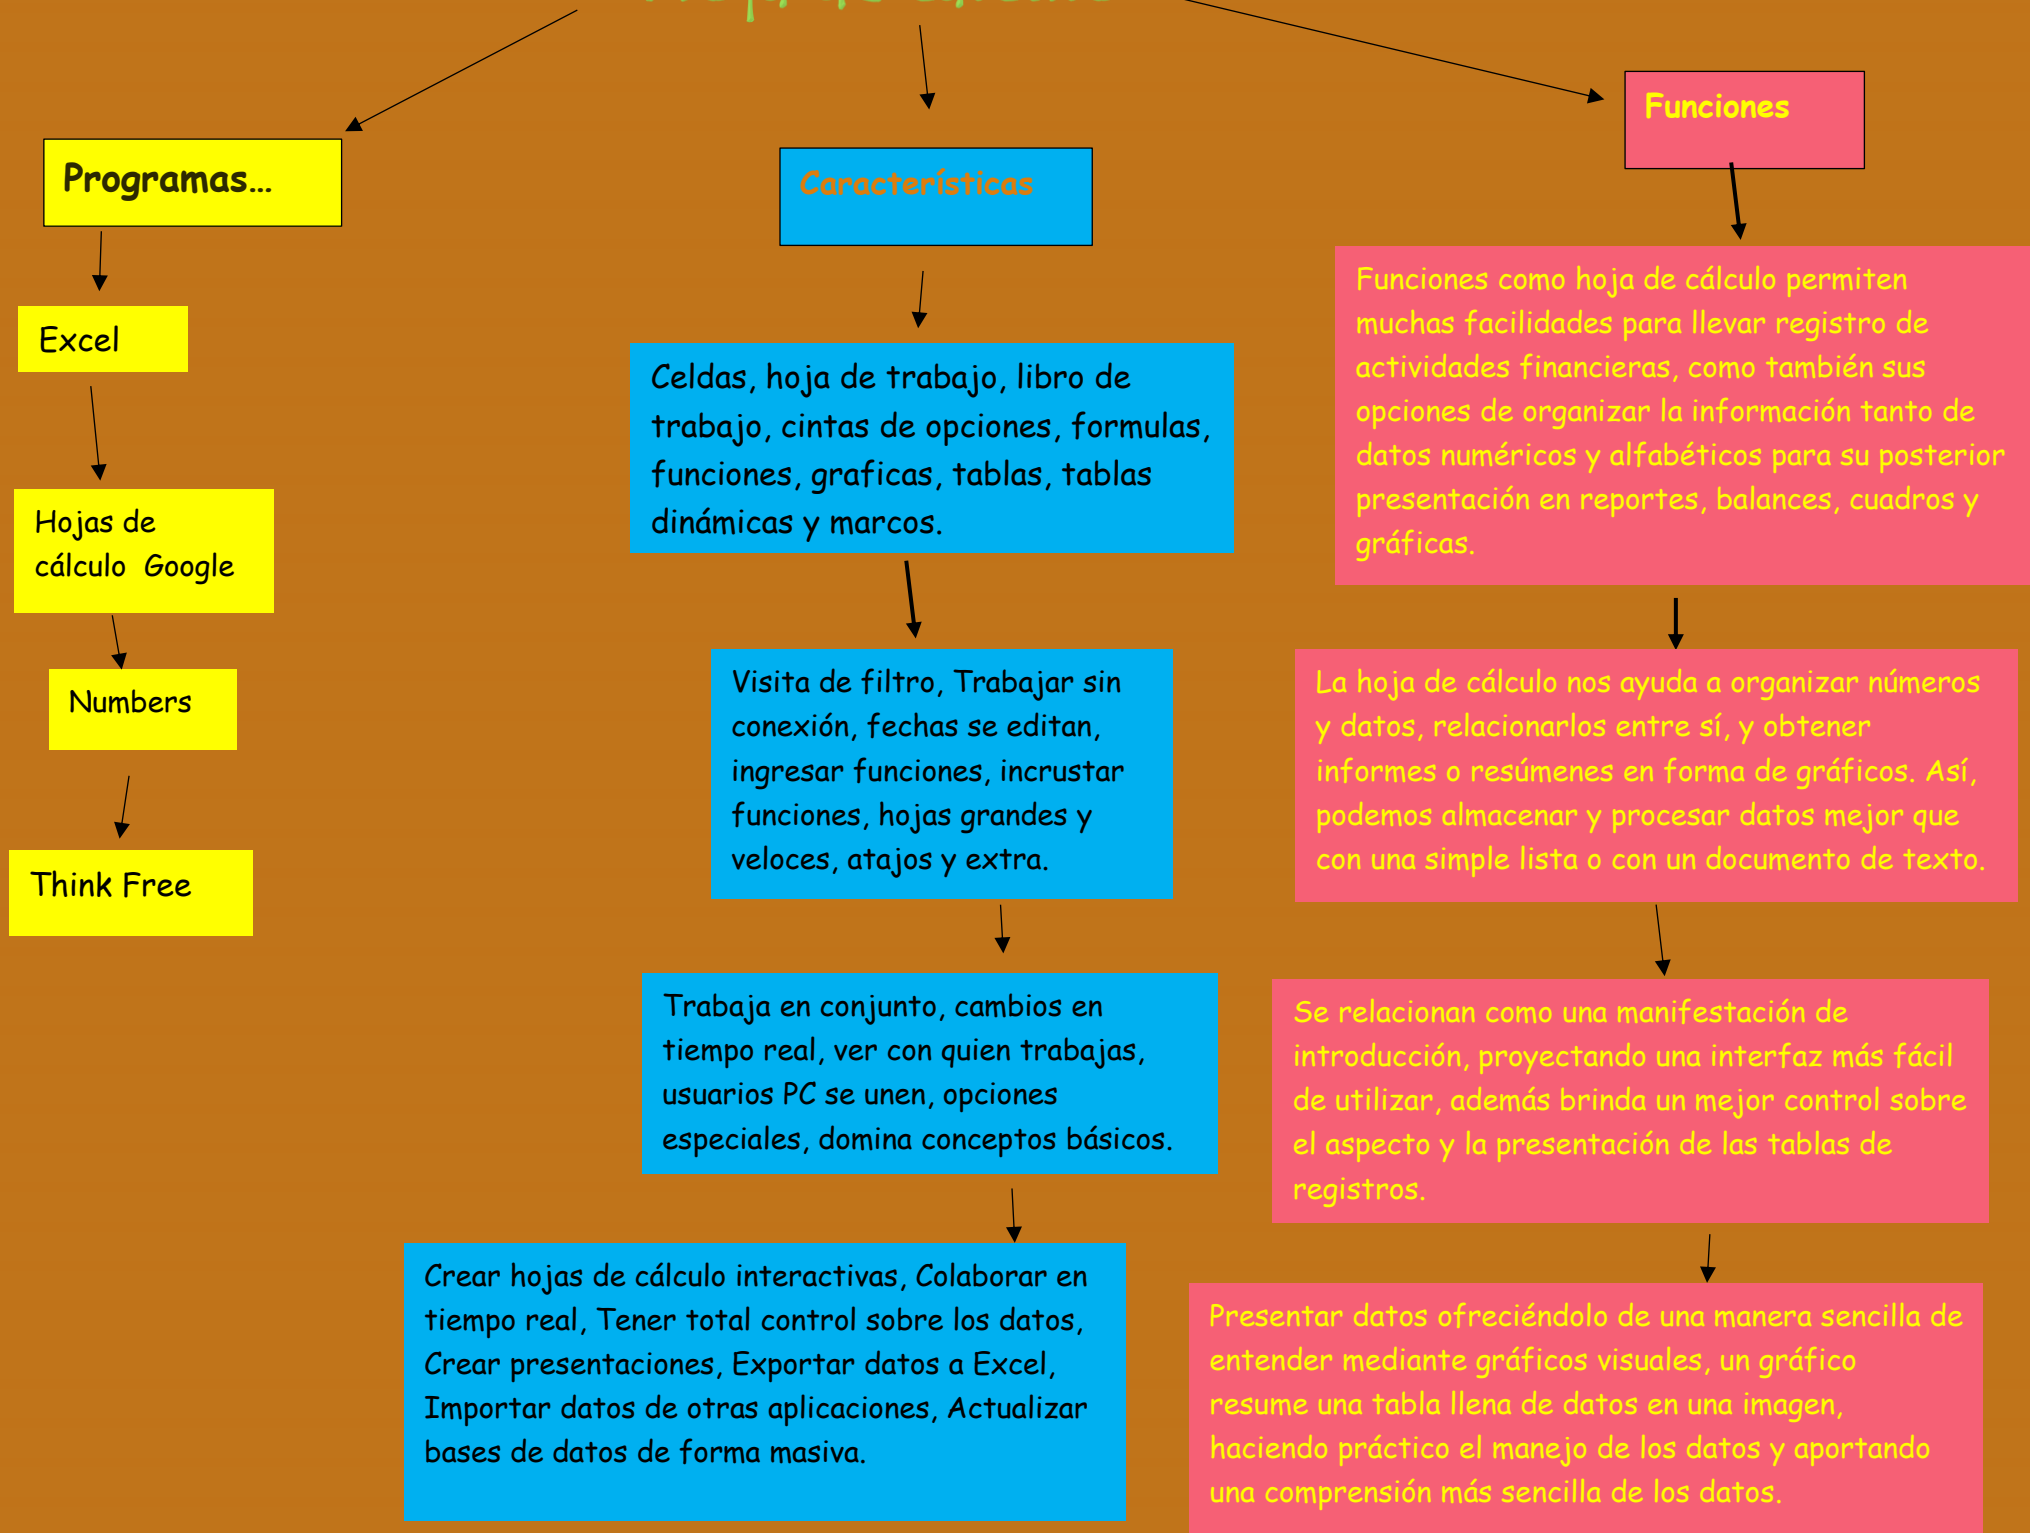 Programas...
Excel
Hojas de
cálculo  Google
Numbers
Think Free
Características
Celdas, hoja de trabajo, libro de
trabajo, cintas de opciones, formulas,
funciones, graficas, tablas, tablas
dinámicas y marcos.
Visita de filtro, Trabajar sin
conexión, fechas se editan,
ingresar funciones, incrustar
funciones, hojas grandes y
veloces, atajos y extra.
Trabaja en conjunto, cambios en
tiempo real, ver con quien trabajas,
usuarios PC se unen, opciones
especiales, domina conceptos básicos.
Crear hojas de cálculo interactivas, Colaborar en
tiempo real, Tener total control sobre los datos,
Crear presentaciones, Exportar datos a Excel,
Importar datos de otras aplicaciones, Actualizar
bases de datos de forma masiva.
Funciones
Funciones como hoja de cálculo permiten
muchas facilidades para llevar registro de
actividades financieras, como también sus
opciones de organizar la información tanto de
datos numéricos y alfabéticos para su posterior
presentación en reportes, balances, cuadros y
gráficas.
La hoja de cálculo nos ayuda a organizar números
y datos, relacionarlos entre sí, y obtener
informes o resúmenes en forma de gráficos. Así,
podemos almacenar y procesar datos mejor que
con una simple lista o con un documento de texto.
Se relacionan como una manifestación de
introducción, proyectando una interfaz más fácil
de utilizar, además brinda un mejor control sobre
el aspecto y la presentación de las tablas de
registros.
Presentar datos ofreciéndolo de una manera sencilla de
entender mediante gráficos visuales, un gráfico
resume una tabla llena de datos en una imagen,
haciendo práctico el manejo de los datos y aportando
una comprensión más sencilla de los datos.